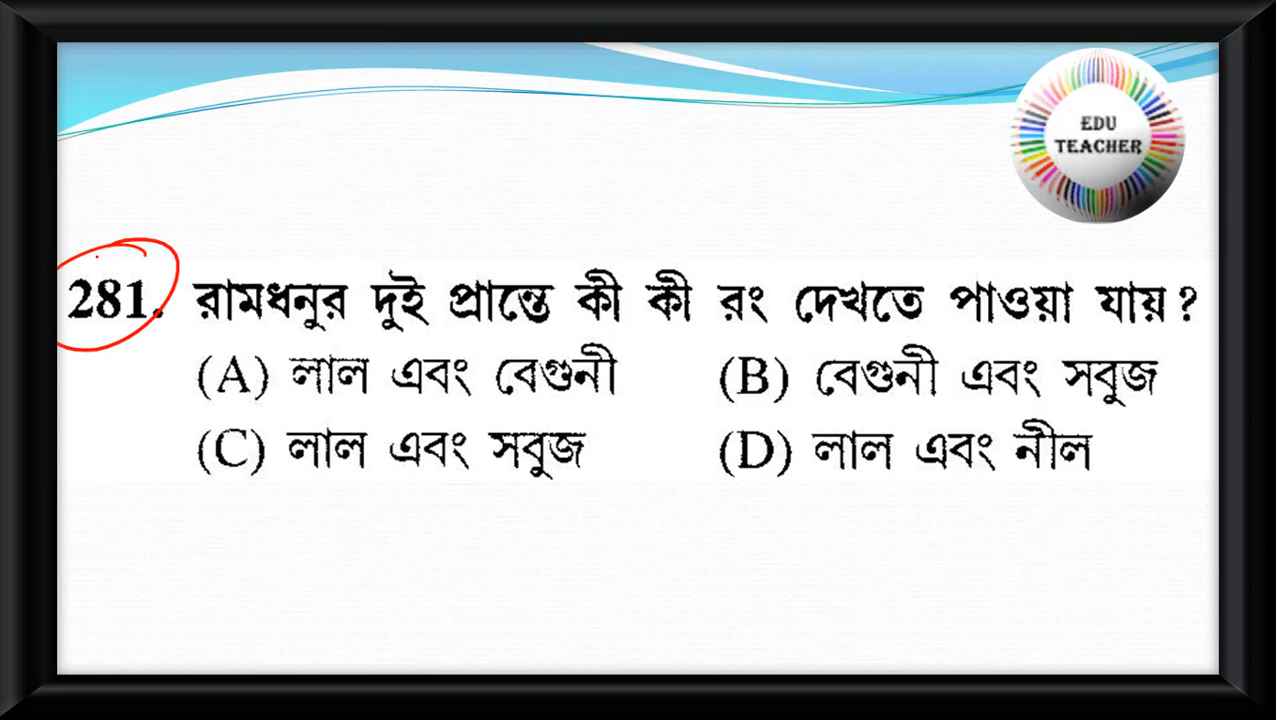 EDU
TEACHER
281. রামধনুর দুই প্রান্তে কী কী রং দেখতে পাওয়া যায়?
(A) লাল এবং বেগুনী (B) বেগুনী এবং সবুজ
(C) লাল এবং সবুজ (D) লাল এবং নীল